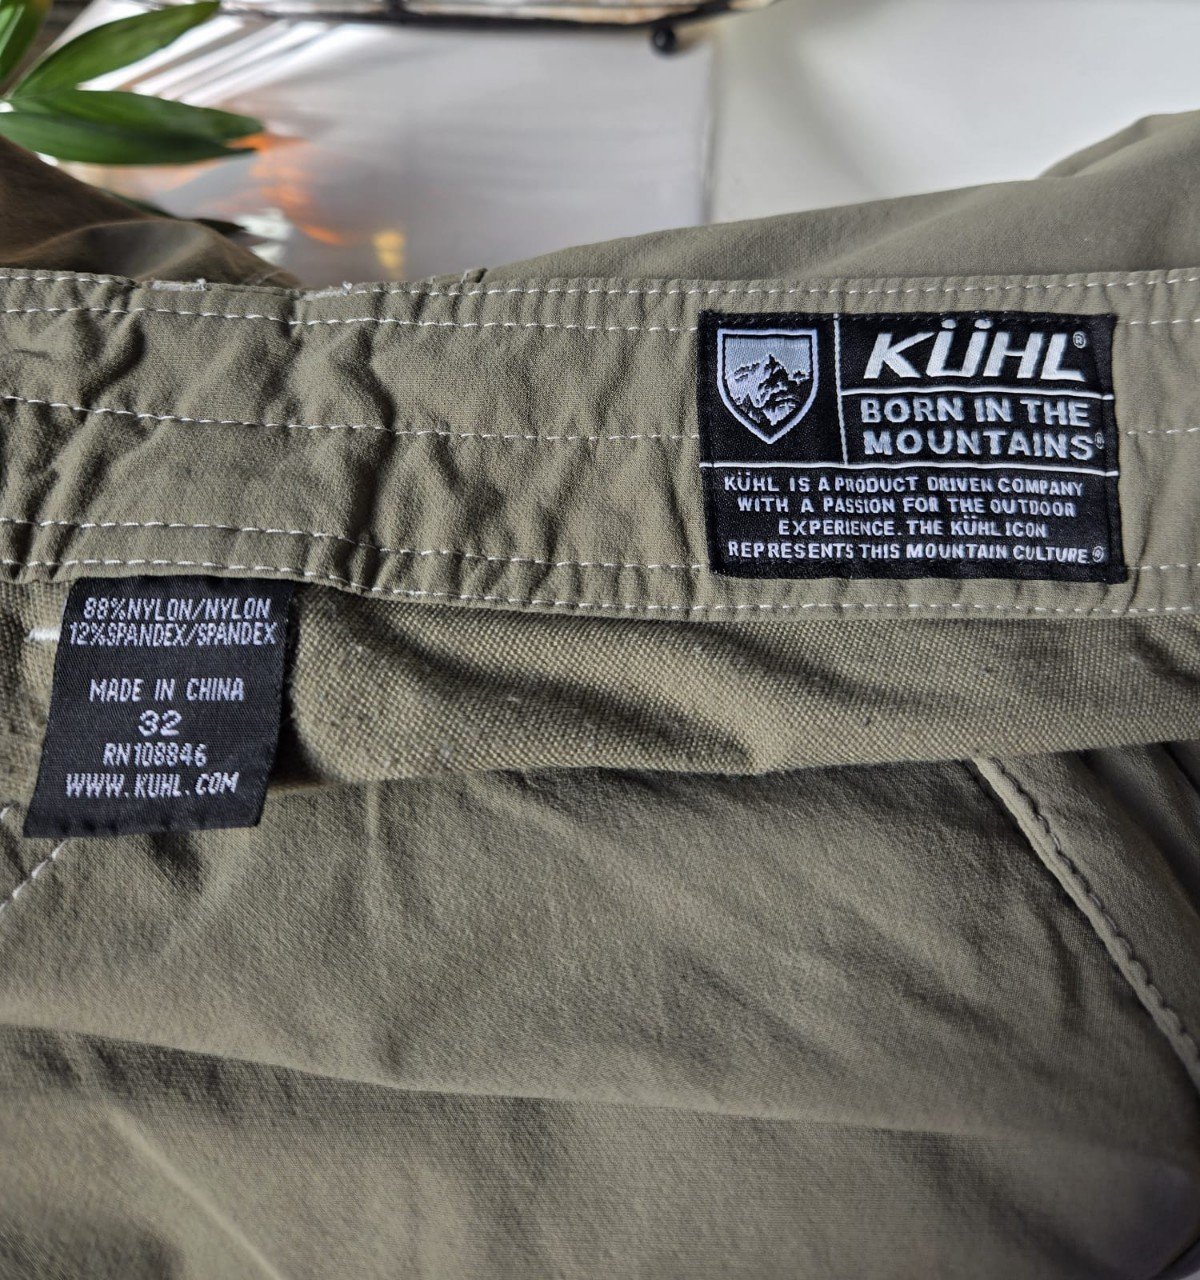 KÜHL®
BORN IN THE
MOUNTAINS®
KÜHL IS A PRODUCT DRIVEN COMPANY
WITH A PASSION FOR THE OUTDOOR
EXPERIENCE. THE KÜHL ICON
REPRESENTS THIS MOUNTAIN CULTURE.®
88%NYLON/NYLON
12%SPANDEX/SPANDEX
MADE IN CHINA
32
RN108846
WWW.KUHL.COM